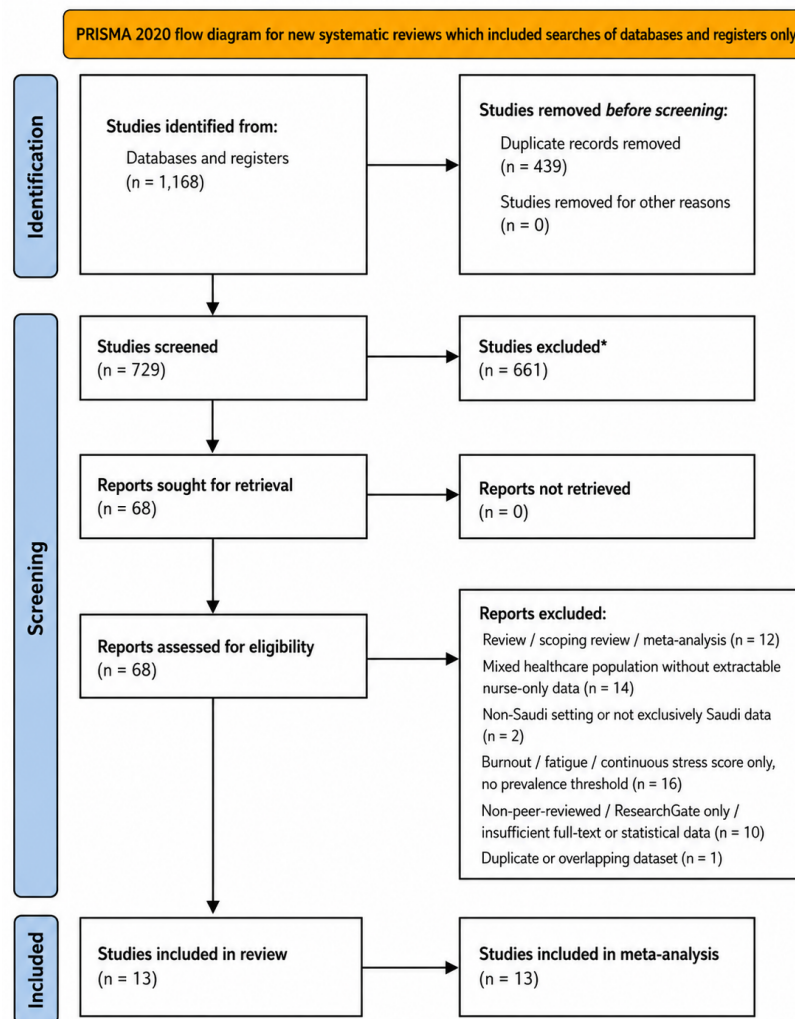 PRISMA 2020 flow diagram for new systematic reviews which included searches of databases and registers only
Identification
Studies identified from:
Databases and registers
(n = 1,168)
Studies removed before screening:
Duplicate records removed
(n = 439)
Studies removed for other reasons
(n = 0)
Screening
Studies screened
(n = 729)
Studies excluded*
(n = 661)
Reports sought for retrieval
(n = 68)
Reports not retrieved
(n = 0)
Reports assessed for eligibility
(n = 68)
Reports excluded:
Review / scoping review / meta-analysis (n = 12)
Mixed healthcare population without extractable
nurse-only data (n = 14)
Non-Saudi setting or not exclusively Saudi data
(n = 2)
Burnout / fatigue / continuous stress score only,
no prevalence threshold (n = 16)
Non-peer-reviewed / ResearchGate only /
insufficient full-text or statistical data (n = 10)
Duplicate or overlapping dataset (n = 1)
Included
Studies included in review
(n = 13)
Studies included in meta-analysis
(n = 13)